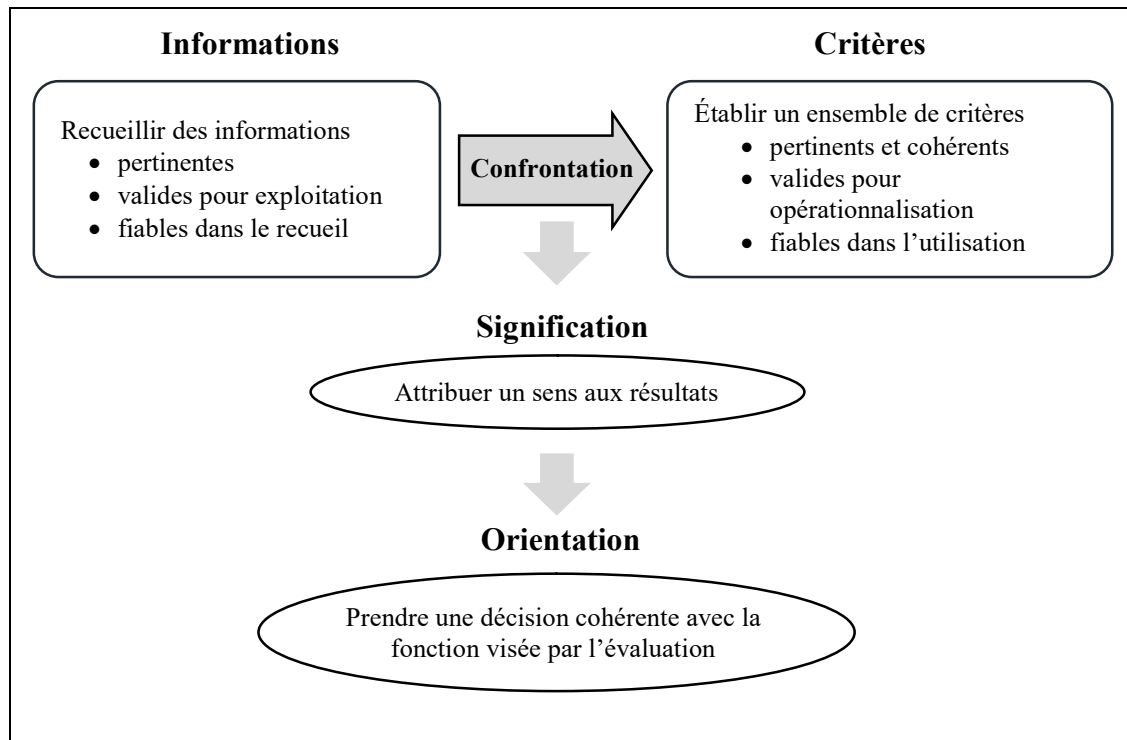 Informations
Critères
Recueillir des informations
• pertinentes
• valides pour exploitation
• fiables dans le recueil
Confrontation
Établir un ensemble de critères
• pertinents et cohérents
• valides pour
opérationnalisation
• fiables dans l’utilisation
Signification
Attribuer un sens aux résultats
Orientation
Prendre une décision cohérente avec la
fonction visée par l’évaluation